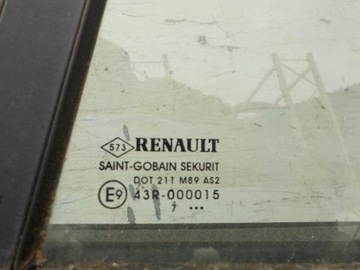 573 RENAULT
SAINT-GOBAIN SEKURIT
DOT 211 M89 AS2
E9 43R-000015
7 •••